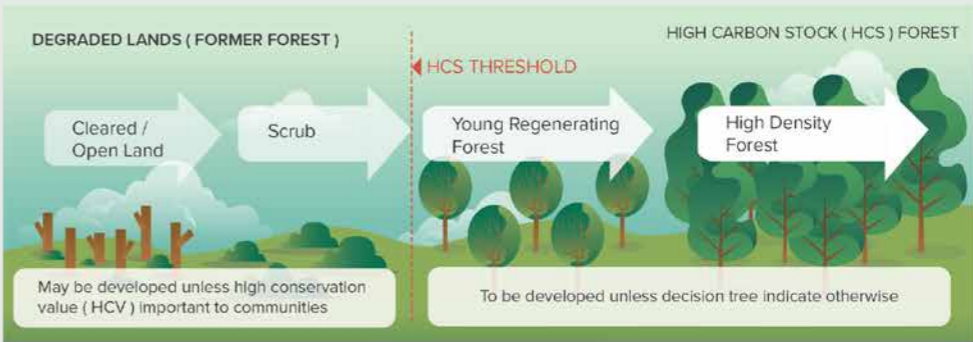 DEGRADED LANDS ( FORMER FOREST )
HIGH CARBON STOCK ( HCS ) FOREST
HCS THRESHOLD
Cleared /
Open Land
Scrub
Young Regenerating
Forest
High Density
Forest
May be developed unless high conservation
value ( HCV ) important to communities
To be developed unless decision tree indicate otherwise